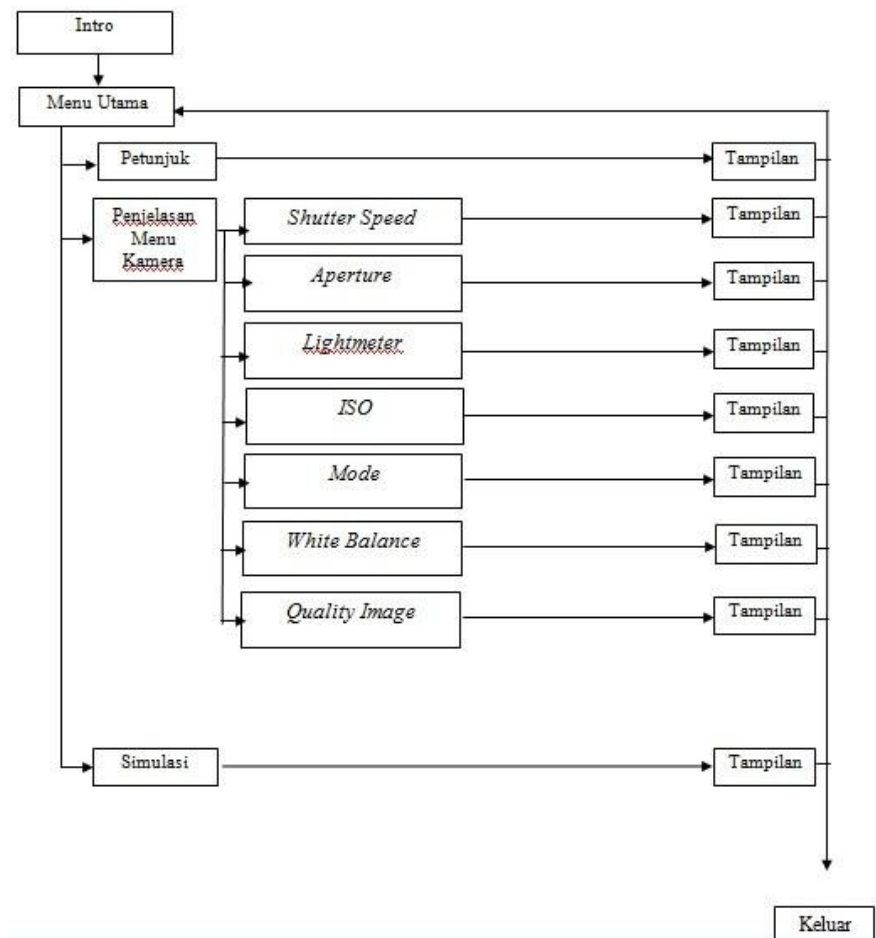 Intro
Menu Utama
Petunjuk
Tampilan
Penjelasan
Menu
Kamera
Shutter Speed
Tampilan
Aperture
Tampilan
Lightmeter
Tampilan
ISO
Tampilan
Mode
Tampilan
White Balance
Tampilan
Quality Image
Tampilan
Simulasi
Tampilan
Keluar